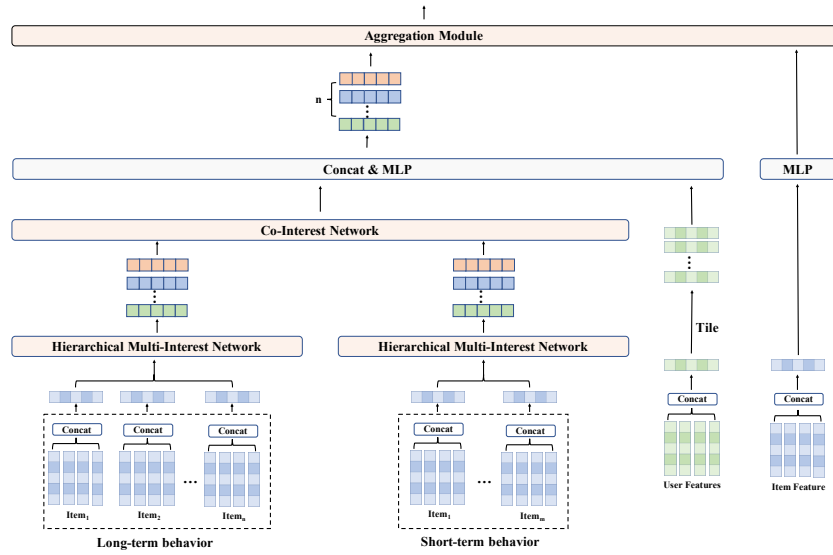 Aggregation Module
n
Concat & MLP
MLP
Co-Interest Network
Tile
Hierarchical Multi-Interest Network
Hierarchical Multi-Interest Network
Concat
Concat
Concat
Concat
Concat
Concat
Concat
...
...
Item₁
Item₂
Itemₙ
Item₁
Itemₘ
User Features
Item Feature
Long-term behavior
Short-term behavior